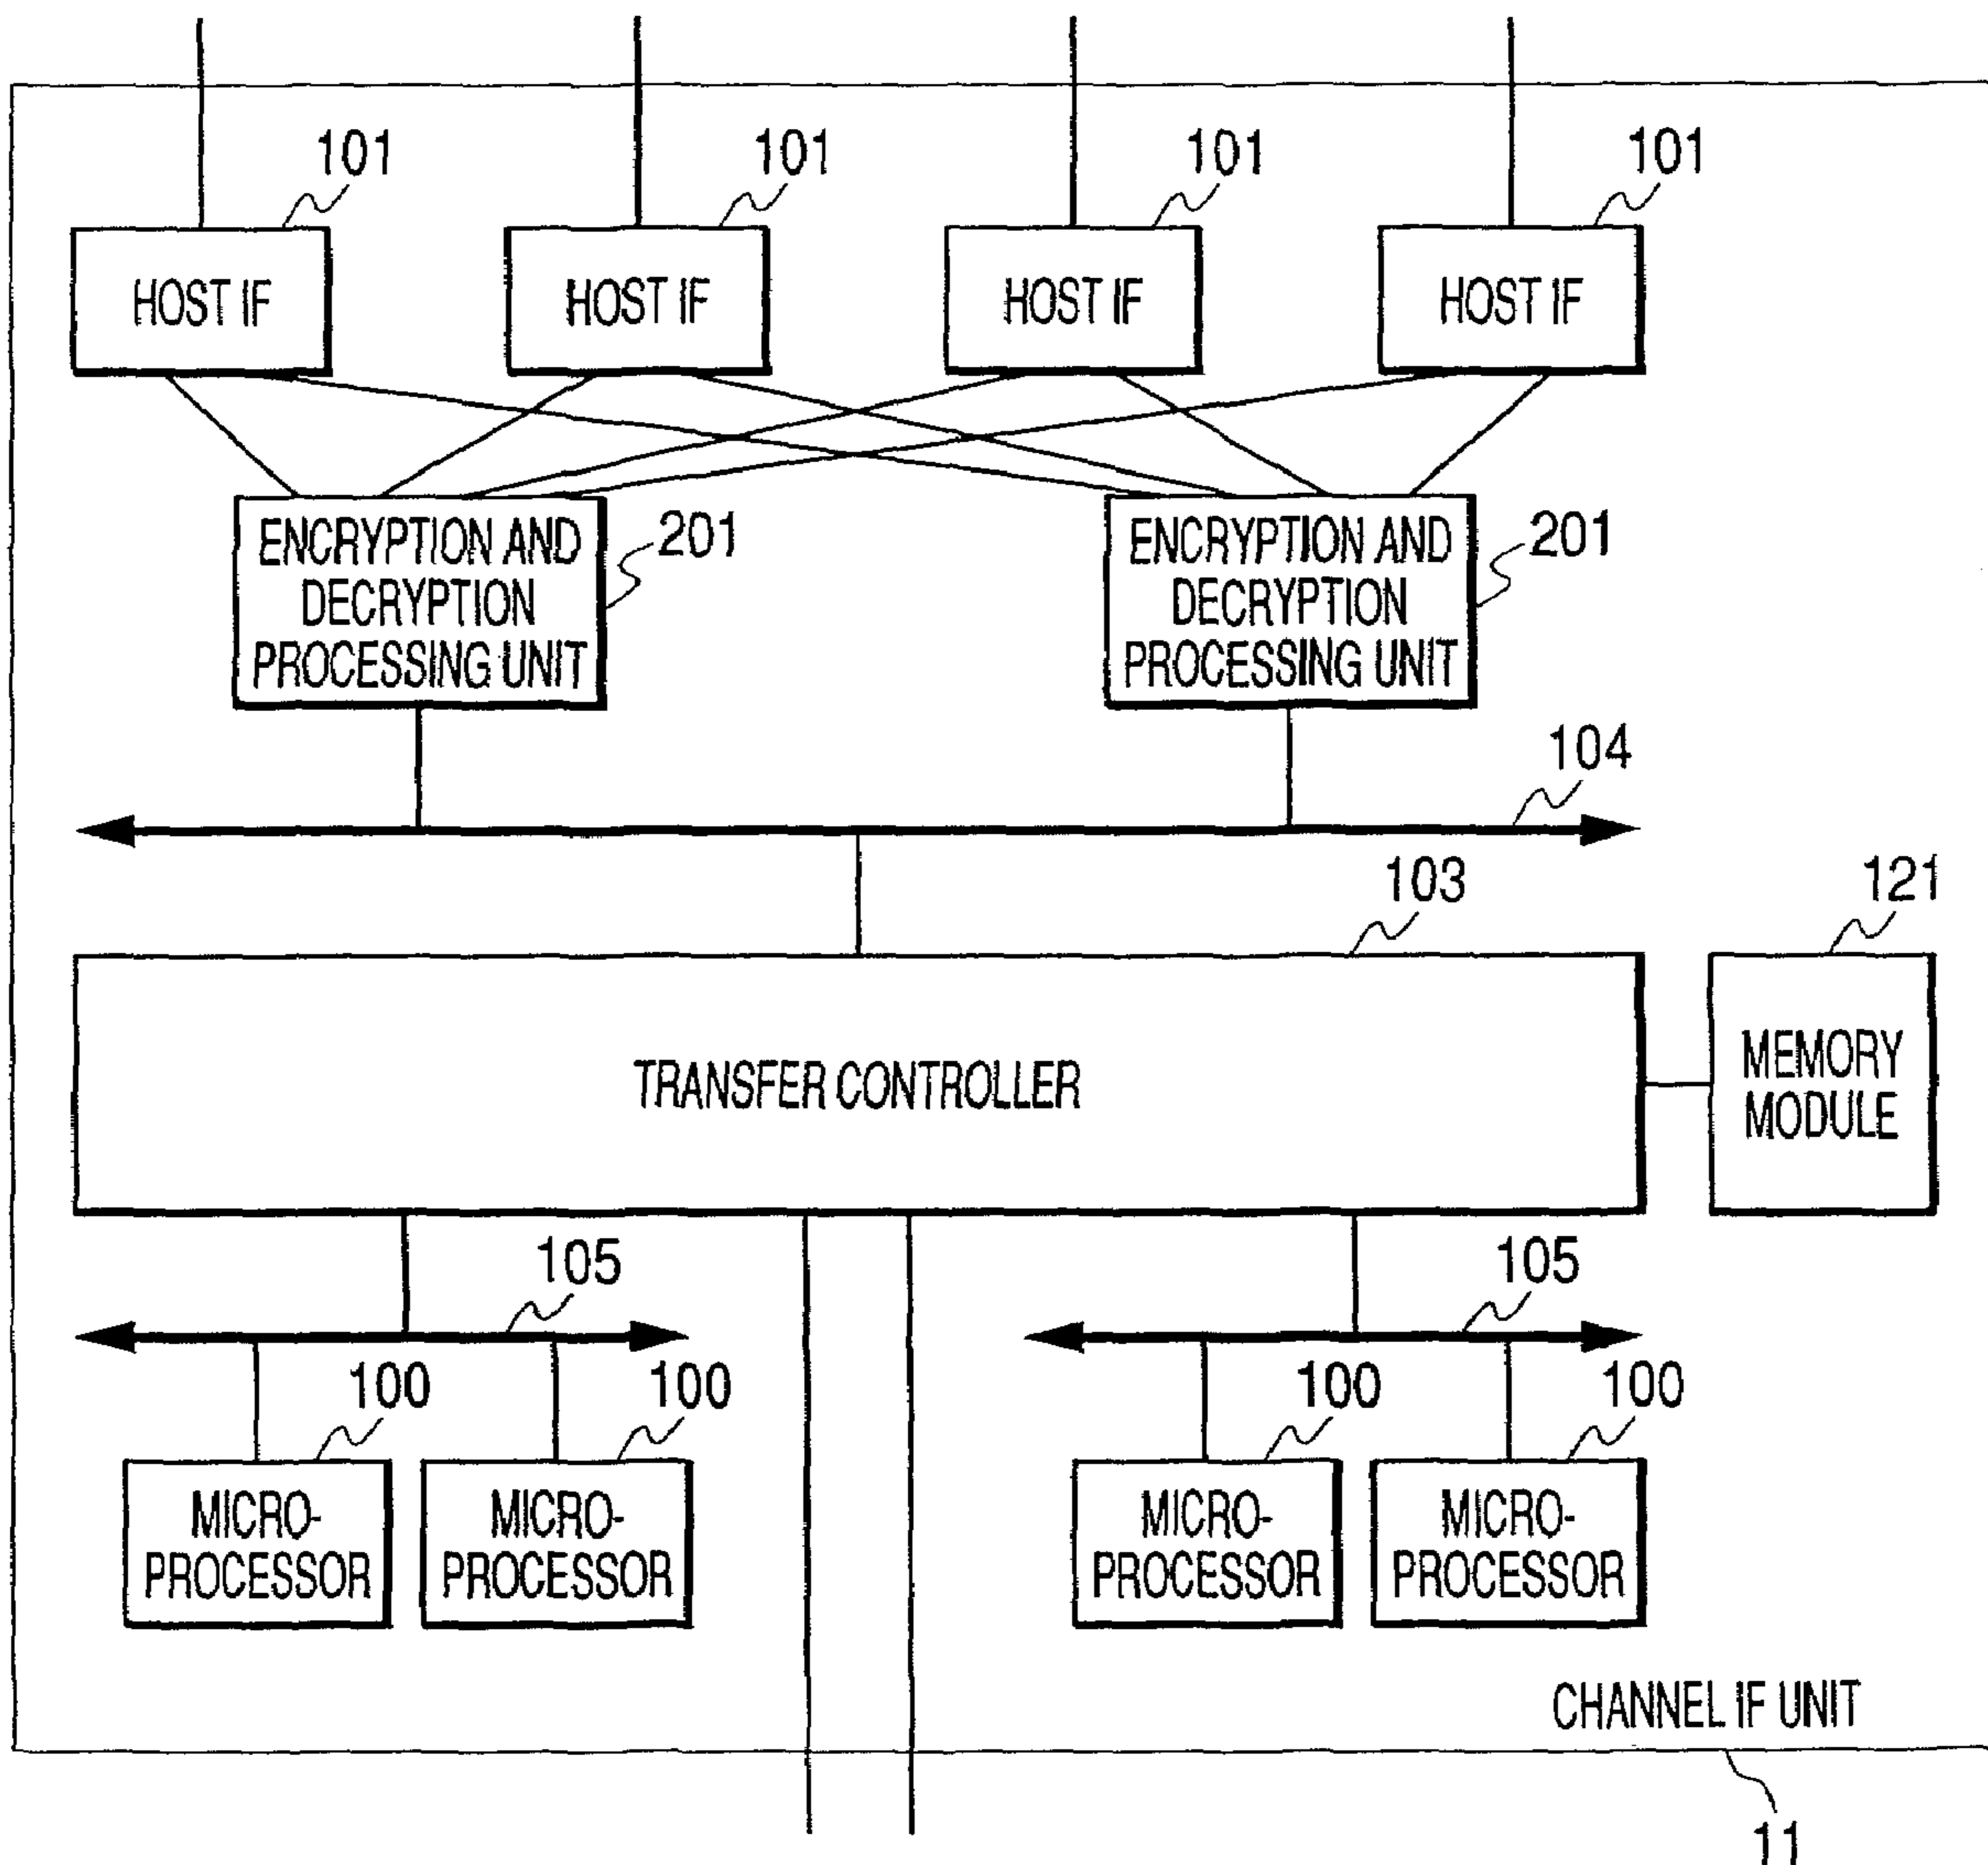 101
101
101
101
HOST IF
HOST IF
HOST IF
HOST IF
ENCRYPTION AND
DECRYPTION
PROCESSING UNIT
201
ENCRYPTION AND
DECRYPTION
PROCESSING UNIT
201
104
103
121
TRANSFER CONTROLLER
MEMORY
MODULE
105
105
100
100
100
100
MICRO-
PROCESSOR
MICRO-
PROCESSOR
MICRO-
PROCESSOR
MICRO-
PROCESSOR
CHANNEL IF UNIT
11